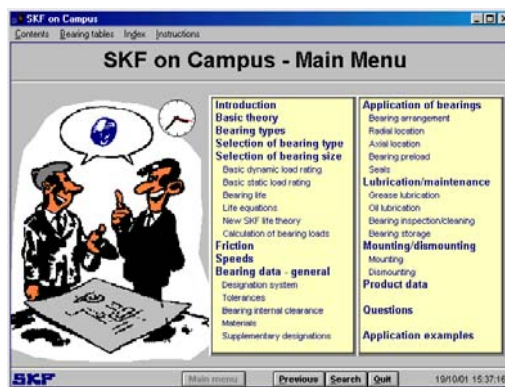 SKF on Campus
Contents Bearing tables Index Instructions
SKF on Campus - Main Menu
Introduction
Basic theory
Bearing types
Selection of bearing type
Selection of bearing size
Basic dynamic load rating
Basic static load rating
Bearing life
Life equations
New SKF life theory
Calculation of bearing loads
Friction
Speeds
Bearing data - general
Designation system
Tolerances
Bearing internal clearance
Materials
Supplementary designations
Application of bearings
Bearing arrangement
Radial location
Axial location
Bearing preload
Seals
Lubrication/maintenance
Grease lubrication
Oil lubrication
Bearing inspection/cleaning
Bearing storage
Mounting/dismounting
Mounting
Dismounting
Product data
Questions
Application examples
SKF Main menu Previous Search Quit 19/10/01 15:37:16